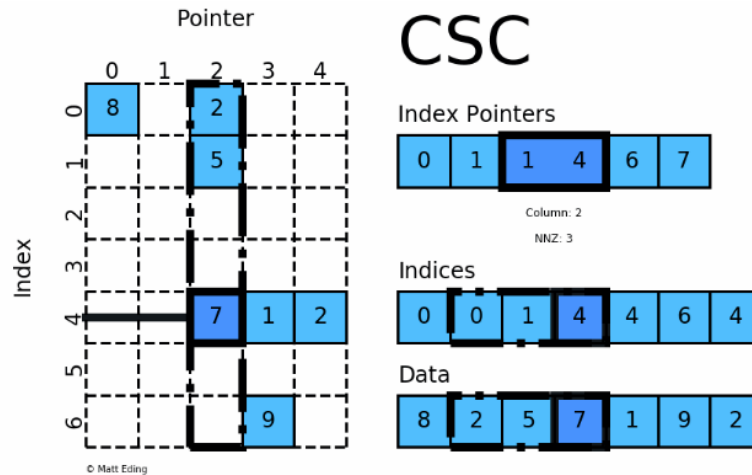 Pointer
0 1 2 3 4
Index
0 8 2
1 5
2
3
4 7 1 2
5
6 9
© Matt Eding
CSC
Index Pointers
0 1 1 4 6 7
Column: 2
NNZ: 3
Indices
0 0 1 4 4 6 4
Data
8 2 5 7 1 9 2